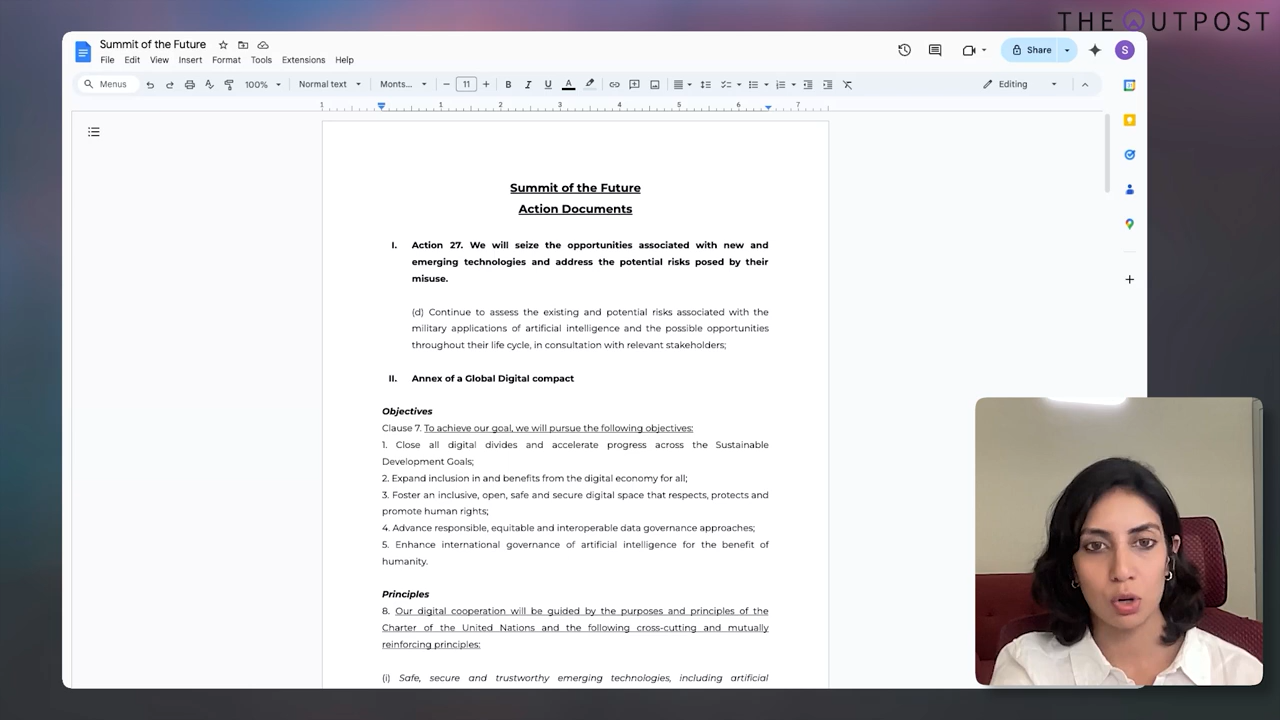 THE OUTPOST
Summit of the Future
File Edit View Insert Format Tools Extensions Help
Share
S
Menus
100%
Normal text
Monts...
11
B I U A
Editing
1 1 2 3 4 5 6 7
Summit of the Future
Action Documents
I. Action 27. We will seize the opportunities associated with new and
emerging technologies and address the potential risks posed by their
misuse.
(d) Continue to assess the existing and potential risks associated with the
military applications of artificial intelligence and the possible opportunities
throughout their life cycle, in consultation with relevant stakeholders;
II. Annex of a Global Digital compact
Objectives
Clause 7. To achieve our goal, we will pursue the following objectives:
1. Close all digital divides and accelerate progress across the Sustainable
Development Goals;
2. Expand inclusion in and benefits from the digital economy for all;
3. Foster an inclusive, open, safe and secure digital space that respects, protects and
promote human rights;
4. Advance responsible, equitable and interoperable data governance approaches;
5. Enhance international governance of artificial intelligence for the benefit of
humanity.
Principles
8. Our digital cooperation will be guided by the purposes and principles of the
Charter of the United Nations and the following cross-cutting and mutually
reinforcing principles:
(i) Safe, secure and trustworthy emerging technologies, including artificial